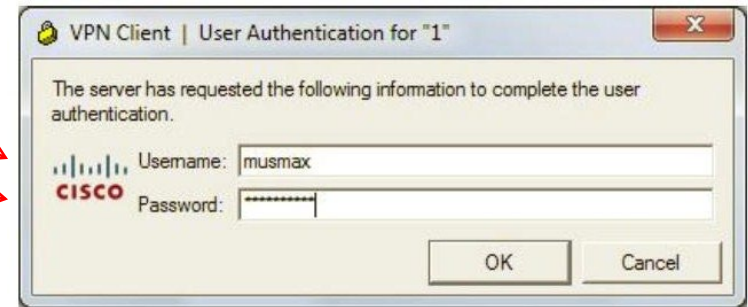 VPN Client | User Authentication for "1"
The server has requested the following information to complete the user
authentication.
Username: musmax
CISCO
Password: **********
OK Cancel